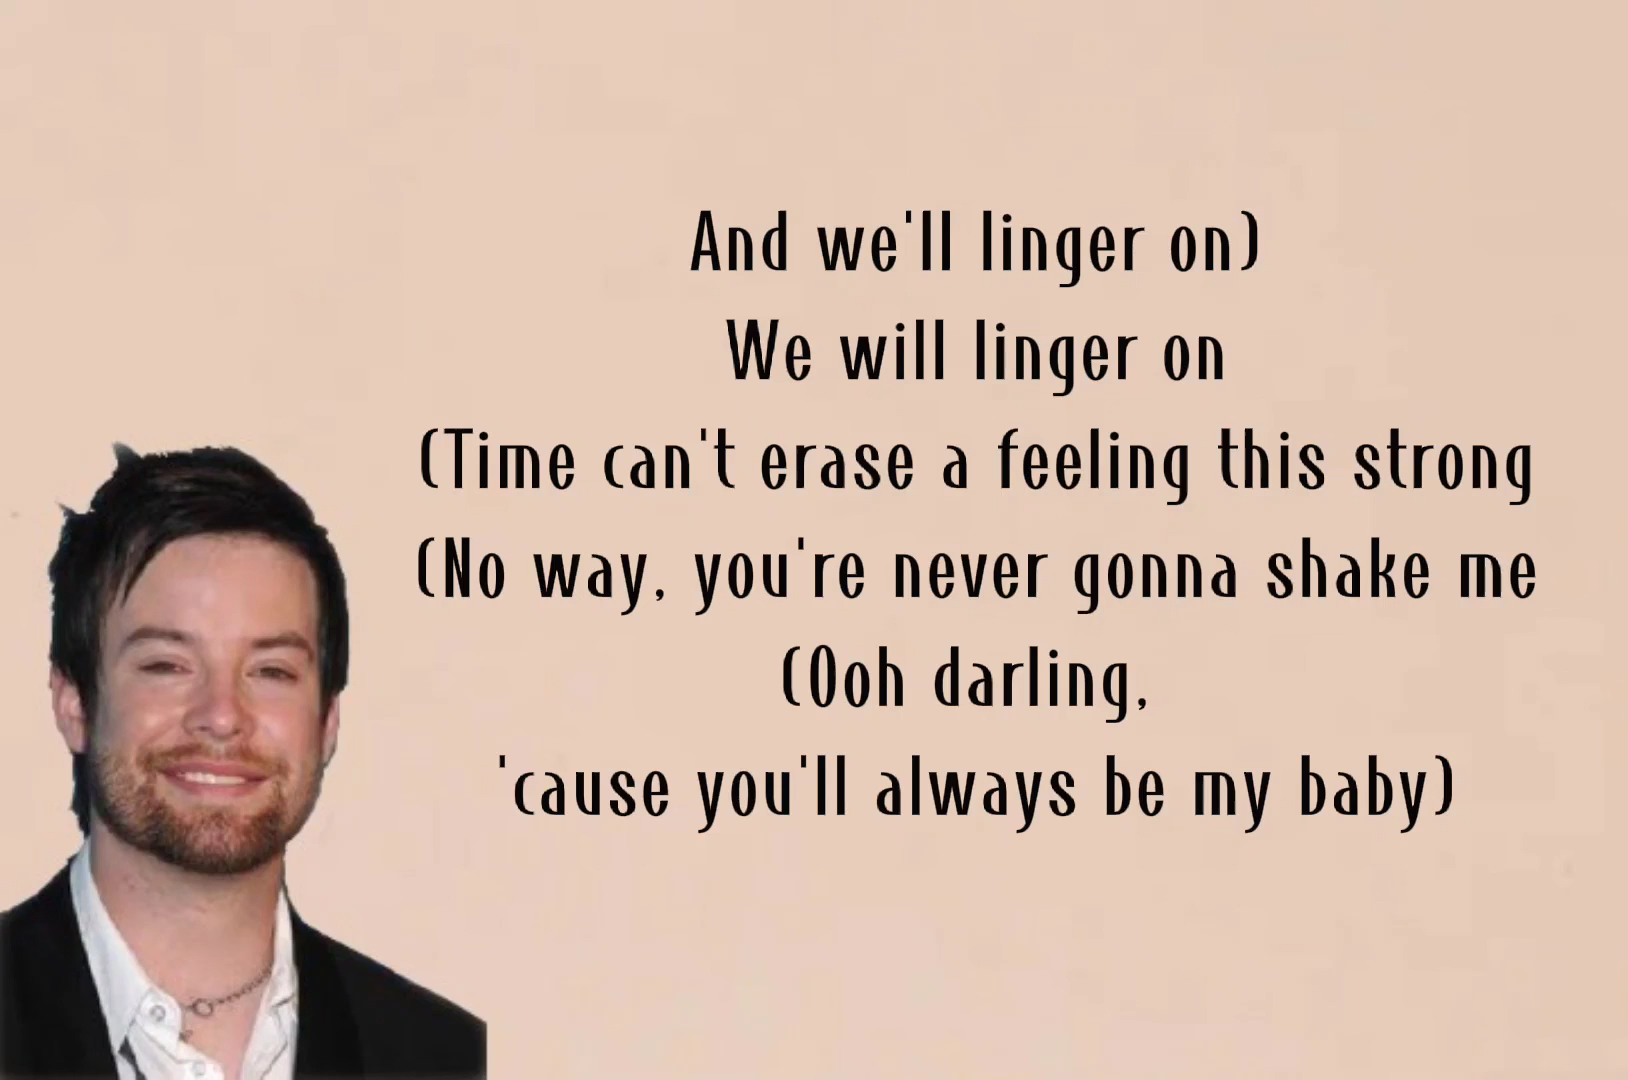 And we'll linger on)
We will linger on
(Time can't erase a feeling this strong
(No way, you're never gonna shake me
(Ooh darling,
'cause you'll always be my baby)